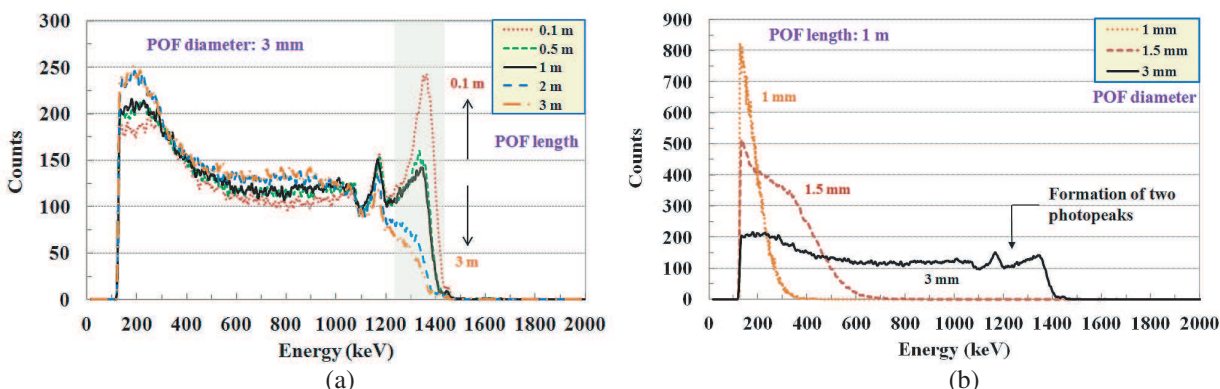 300
250
200
150
100
50
0
Counts
POF diameter: 3 mm
0.1 m
0.5 m
1 m
2 m
3 m
0.1 m
POF length
3 m
0 200 400 600 800 1000 1200 1400 1600 1800 2000
Energy (keV)
(a)
900
800
700
600
500
400
300
200
100
0
Counts
POF length: 1 m
1 mm
1.5 mm
3 mm
POF diameter
1 mm
1.5 mm
Formation of two
photopeaks
3 mm
0 200 400 600 800 1000 1200 1400 1600 1800 2000
Energy (keV)
(b)